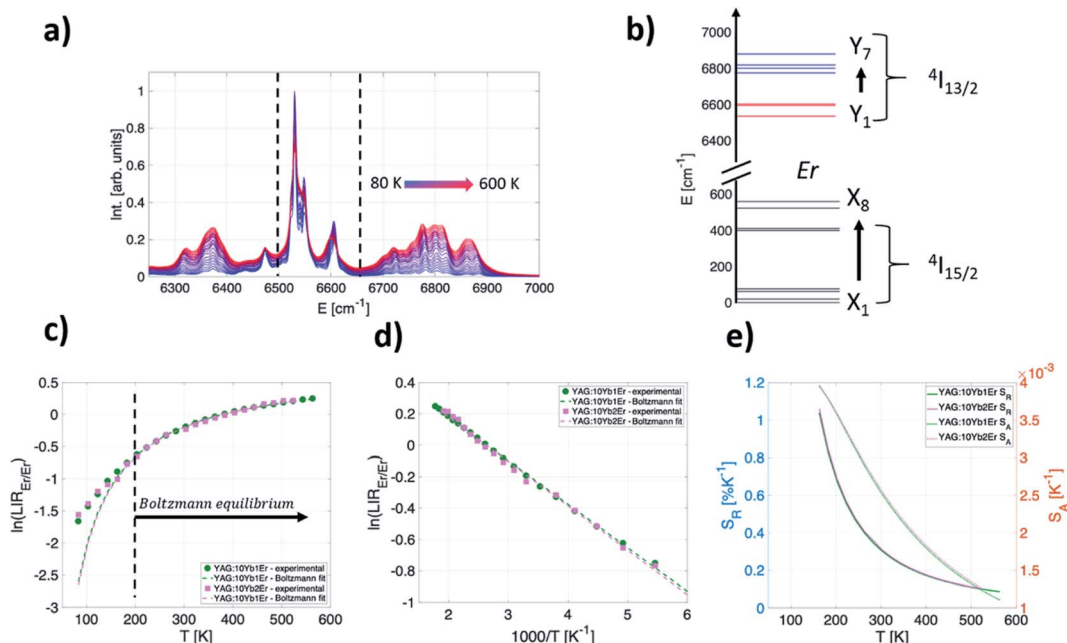 a)
Int. [arb. units]
1
0.8
0.6
0.4
0.2
0
80 K
600 K
6300 6400 6500 6600 6700 6800 6900 7000
E [cm⁻¹]
b)
E [cm⁻¹]
7000
6800
6600
6400
600
400
200
0
Y₇
Y₁
⁴I₁₃/₂
Er
X₈
X₁
⁴I₁₅/₂
c)
ln(LIR_Er/Er)
0.5
0
-0.5
-1
-1.5
-2
-2.5
-3
Boltzmann equilibrium
YAG:10Yb1Er - experimental
YAG:10Yb1Er - Boltzmann fit
YAG:10Yb2Er - experimental
YAG:10Yb2Er - Boltzmann fit
100 200 300 400 500 600
T [K]
d)
ln(LIR_Er/Er)
0.4
0.2
0
-0.2
-0.4
-0.6
-0.8
-1
YAG:10Yb1Er - experimental
YAG:10Yb1Er - Boltzmann fit
YAG:10Yb2Er - experimental
YAG:10Yb2Er - Boltzmann fit
2 3 4 5 6
1000/T [K⁻¹]
e)
S_R [%K⁻¹]
1.2
1
0.8
0.6
0.4
0.2
0
YAG:10Yb1Er S_R
YAG:10Yb2Er S_R
YAG:10Yb1Er S_A
YAG:10Yb2Er S_A
×10⁻³
4
3.5
3
2.5
2
1.5
1
S_A [K⁻¹]
100 200 300 400 500 600
T [K]